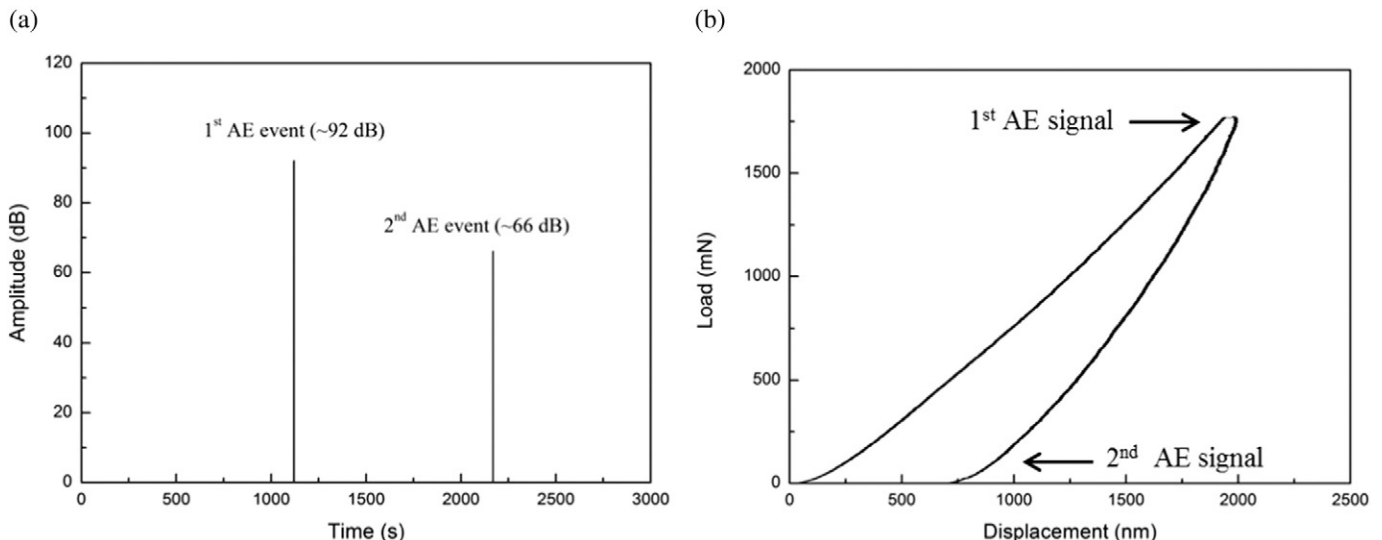 (a)
120
100
80
60
40
20
0
Amplitude (dB)
1st AE event (~92 dB)
2nd AE event (~66 dB)
0 500 1000 1500 2000 2500 3000
Time (s)
(b)
2000
1500
1000
500
0
Load (mN)
1st AE signal
2nd AE signal
0 500 1000 1500 2000 2500
Displacement (nm)